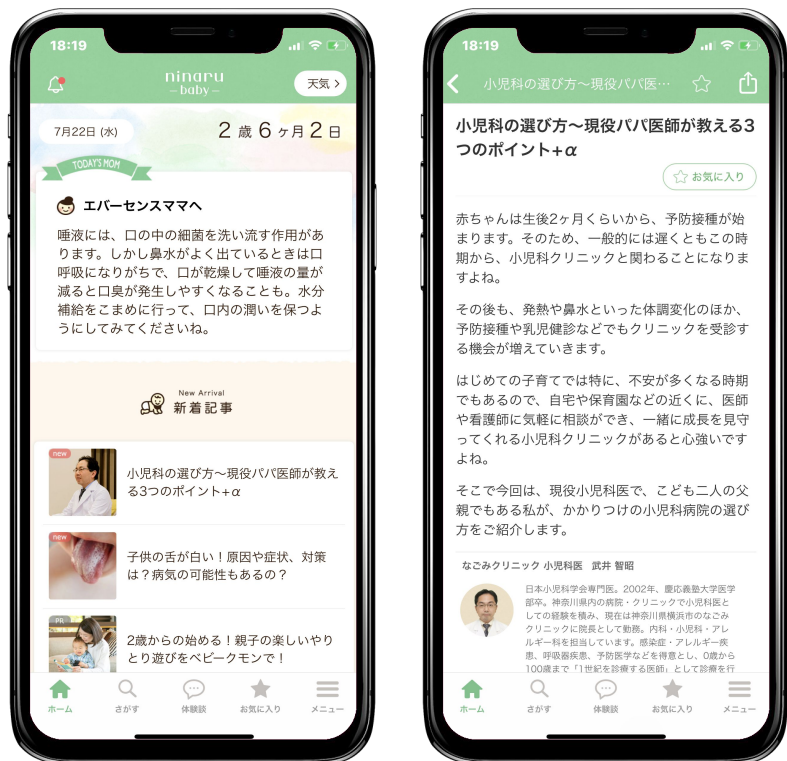 18:19
ninaru
baby
天気
7月22日 (水)
2 歳 6 ヶ月 2 日
TODAY'S MOM
エバーセンスママへ
唾液には、口の中の細菌を洗い流す作用があ
ります。しかし鼻水がよく出ているときは口
呼吸になりがちで、口が乾燥して唾液の量が
減ると口臭が発生しやすくなることも。水分
補給をこまめに行って、口内の潤いを保つよ
うにしてみてくださいね。
New Arrival
新着記事
new
小児科の選び方〜現役パパ医師が教え
る3つのポイント+α
new
子供の舌が白い！原因や症状、対策
は？病気の可能性もあるの？
PR
2歳からの始める！親子の楽しいやり
とり遊びをベビークモンで！
ホーム
さがす
体験談
お気に入り
メニュー
18:19
小児科の選び方〜現役パパ医…
小児科の選び方〜現役パパ医師が教える3
つのポイント+α
お気に入り
赤ちゃんは生後2ヶ月くらいから、予防接種が始
まります。そのため、一般的には遅くともこの時
期から、小児科クリニックと関わることになりま
すよね。
その後も、発熱や鼻水といった体調変化のほか、
予防接種や乳児健診などでもクリニックを受診す
る機会が増えていきます。
はじめての子育てでは特に、不安が多くなる時期
でもあるので、自宅や保育園などの近くに、医師
や看護師に気軽に相談ができ、一緒に成長を見守
ってくれる小児科クリニックがあると心強いです
よね。
そこで今回は、現役小児科医で、こども二人の父
親でもある私が、かかりつけの小児科病院の選び
方をご紹介します。
なごみクリニック 小児科医　武井 智昭
日本小児科学会専門医。2002年、慶応義塾大学医学
部卒。神奈川県内の病院・クリニックで小児科医と
しての経験を積み、現在は神奈川県横浜市のなごみ
クリニックに院長として勤務。内科・小児科・アレ
ルギー科を担当しています。感染症・アレルギー疾
患、呼吸器疾患、予防医学などを得意とし、0歳から
100歳まで「1世紀を診療する医師」として診療を行
ホーム
さがす
体験談
お気に入り
メニュー